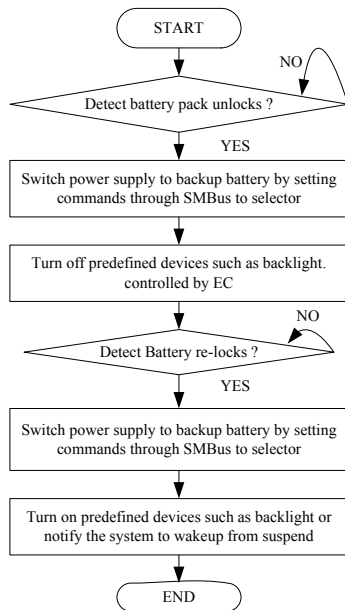 START
NO
Detect battery pack unlocks ?
YES
Switch power supply to backup battery by setting
commands through SMBus to selector
Turn off predefined devices such as backlight.
controlled by EC
NO
Detect Battery re-locks ?
YES
Switch power supply to backup battery by setting
commands through SMBus to selector
Turn on predefined devices such as backlight or
notify the system to wakeup from suspend
END